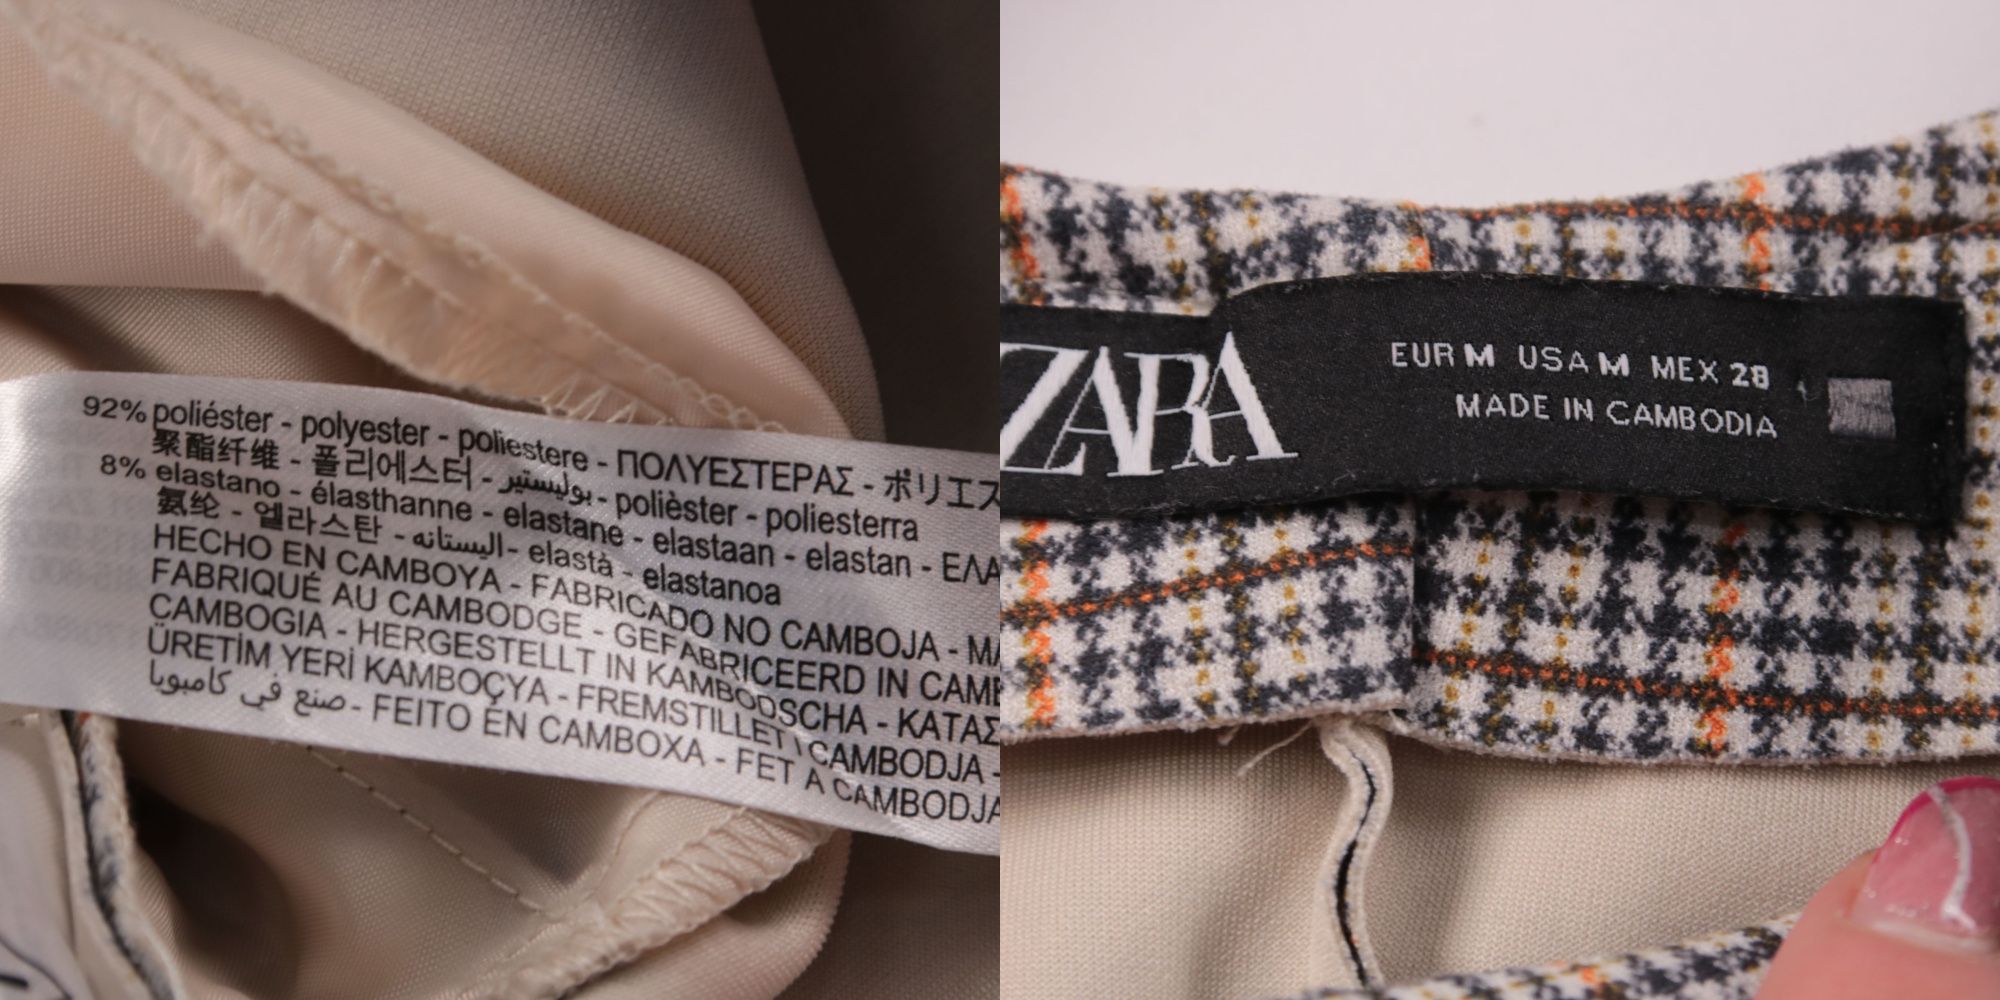 92% poliéster - polyester - poliestere - ΠΟΛΥΕΣΤΕΡΑΣ - ポリエス
聚酯纤维 - 폴리에스터 - بوليستير - polièster - poliesterra
8% elastano - élasthanne - elastane - elastaan - elastan - ΕΛΑ
氨纶 - 엘라스탄 - اليستانه - elastà - elastanoa
HECHO EN CAMBOYA - FABRICADO NO CAMBOJA - MA
FABRIQUÉ AU CAMBODGE - GEFABRICEERD IN CAMB
CAMBOGIA - HERGESTELLT IN KAMBODSCHA - ΚΑΤΑΣ
ÜRETİM YERİ KAMBOÇYA - FREMSTILLET I CAMBODJA -
صنع في كامبوديا - FEITO EN CAMBOXA - FET A CAMBODJA
ZARA
EUR M USA M MEX 28
MADE IN CAMBODIA